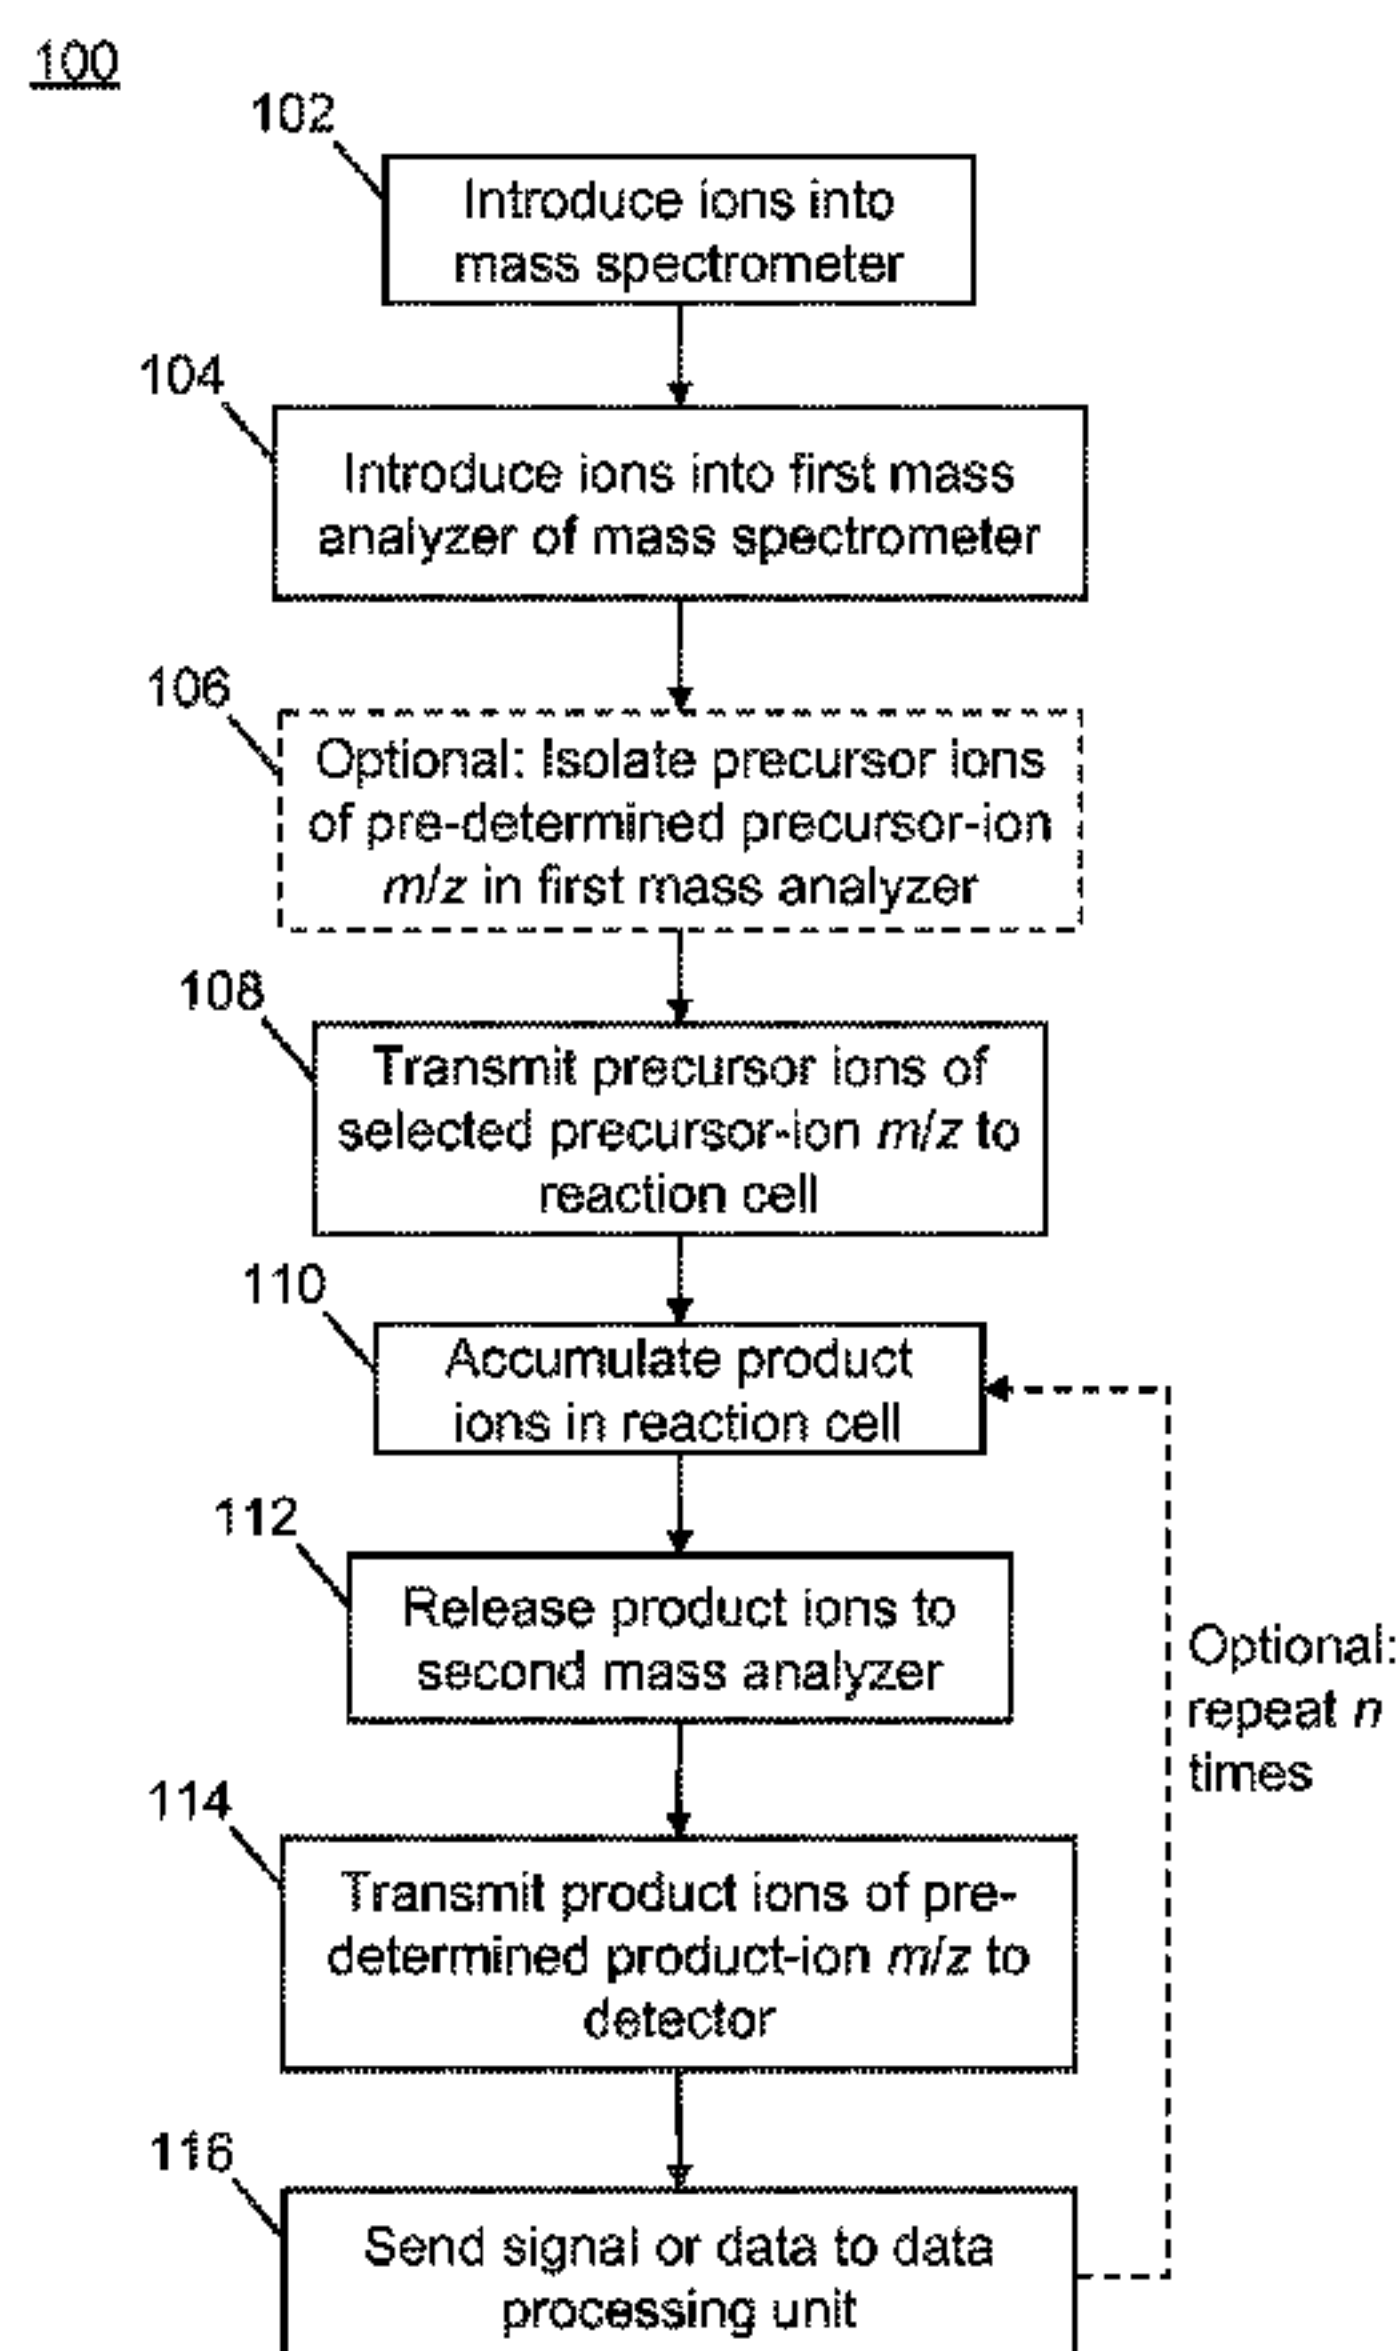 100
102
Introduce ions into
mass spectrometer
104
Introduce ions into first mass
analyzer of mass spectrometer
106
Optional: Isolate precursor ions
of pre-determined precursor-ion
m/z in first mass analyzer
108
Transmit precursor ions of
selected precursor-ion m/z to
reaction cell
110
Accumulate product
ions in reaction cell
112
Release product ions to
second mass analyzer
Optional:
repeat n
times
114
Transmit product ions of pre-
determined product-ion m/z to
detector
116
Send signal or data to data
processing unit